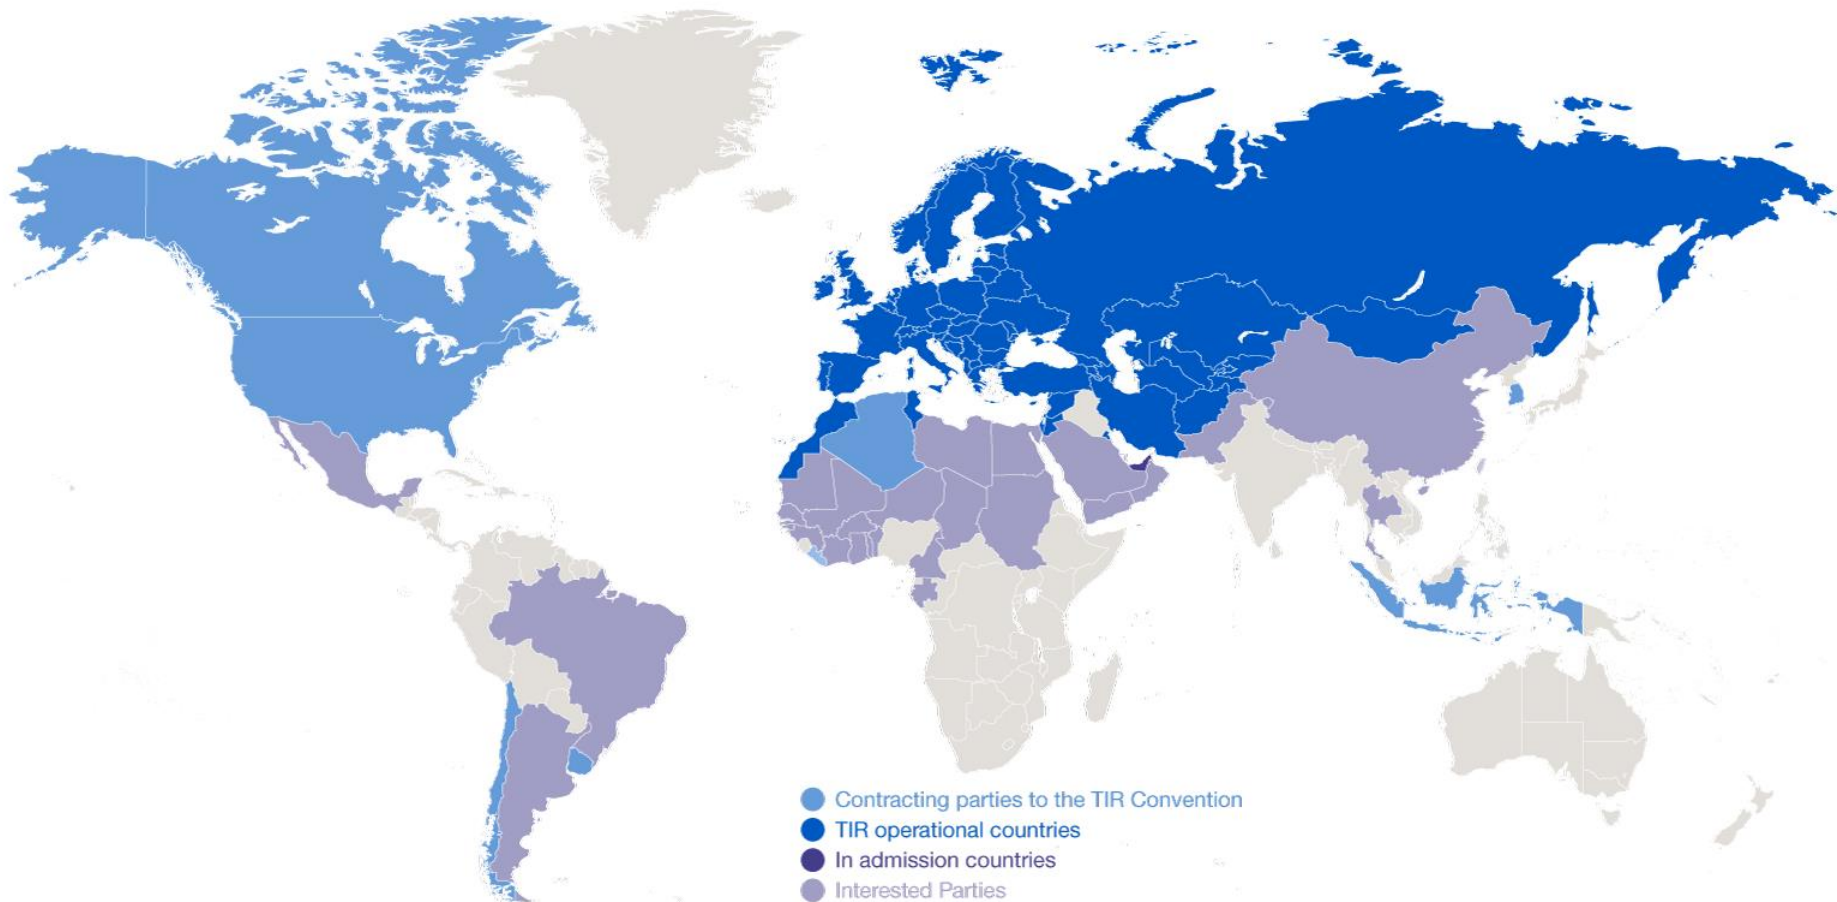 Contracting parties to the TIR Convention
TIR operational countries
In admission countries
Interested Parties